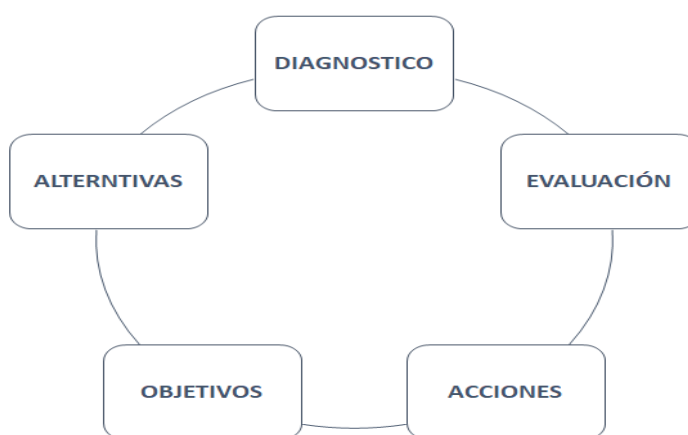 DIAGNOSTICO
ALTERNTIVAS
EVALUACIÓN
OBJETIVOS
ACCIONES